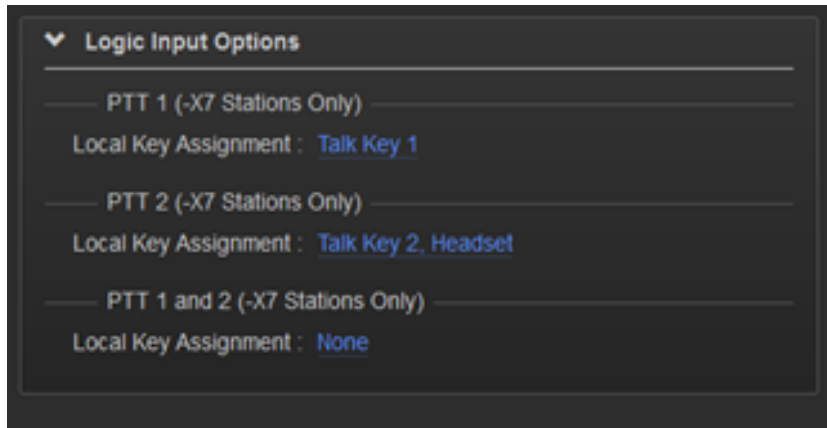 Logic Input Options
PTT 1 (-X7 Stations Only)
Local Key Assignment : Talk Key 1
PTT 2 (-X7 Stations Only)
Local Key Assignment : Talk Key 2, Headset
PTT 1 and 2 (-X7 Stations Only)
Local Key Assignment : None